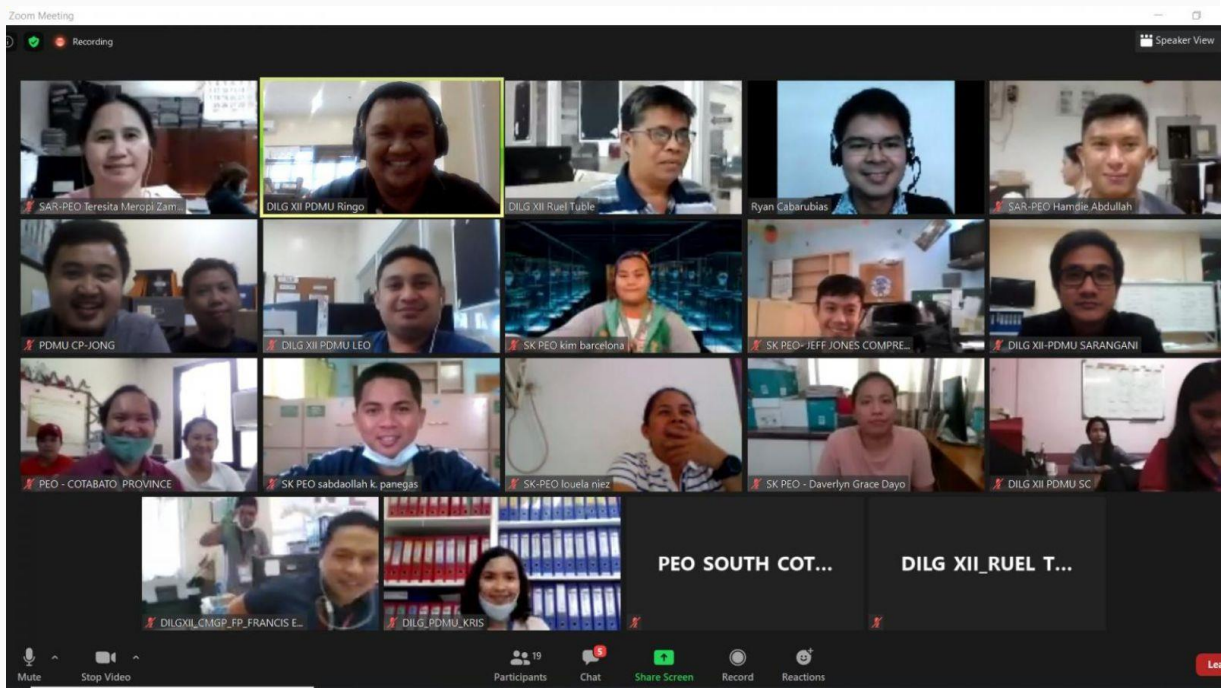 Zoom Meeting
Recording
Speaker View
SAR-PEO Teresita Meropi Zam...
DILG XII PDMU Ringo
DILG XII Ruel Tuble
Ryan Cabarubias
SAR-PEO Hamdie Abdullah
PDMU CP-JONG
DILG XII PDMU LEO
SK PEO kim barcelona
SK PEO- JEFF JONES COMPRE...
DILG XII-PDMU SARANGANI
PEO - COTABATO PROVINCE
SK PEO sabdaollah k. panegas
SK-PEO louela niez
SK PEO - Daverlyn Grace Dayo
DILG XII PDMU SC
DILGXII_CMGP_FP_FRANCIS E...
DILG_PDMU_KRIS
PEO SOUTH COT...
DILG XII_RUEL T...
Mute
Stop Video
19
Participants
5
Chat
Share Screen
Record
Reactions
Lea